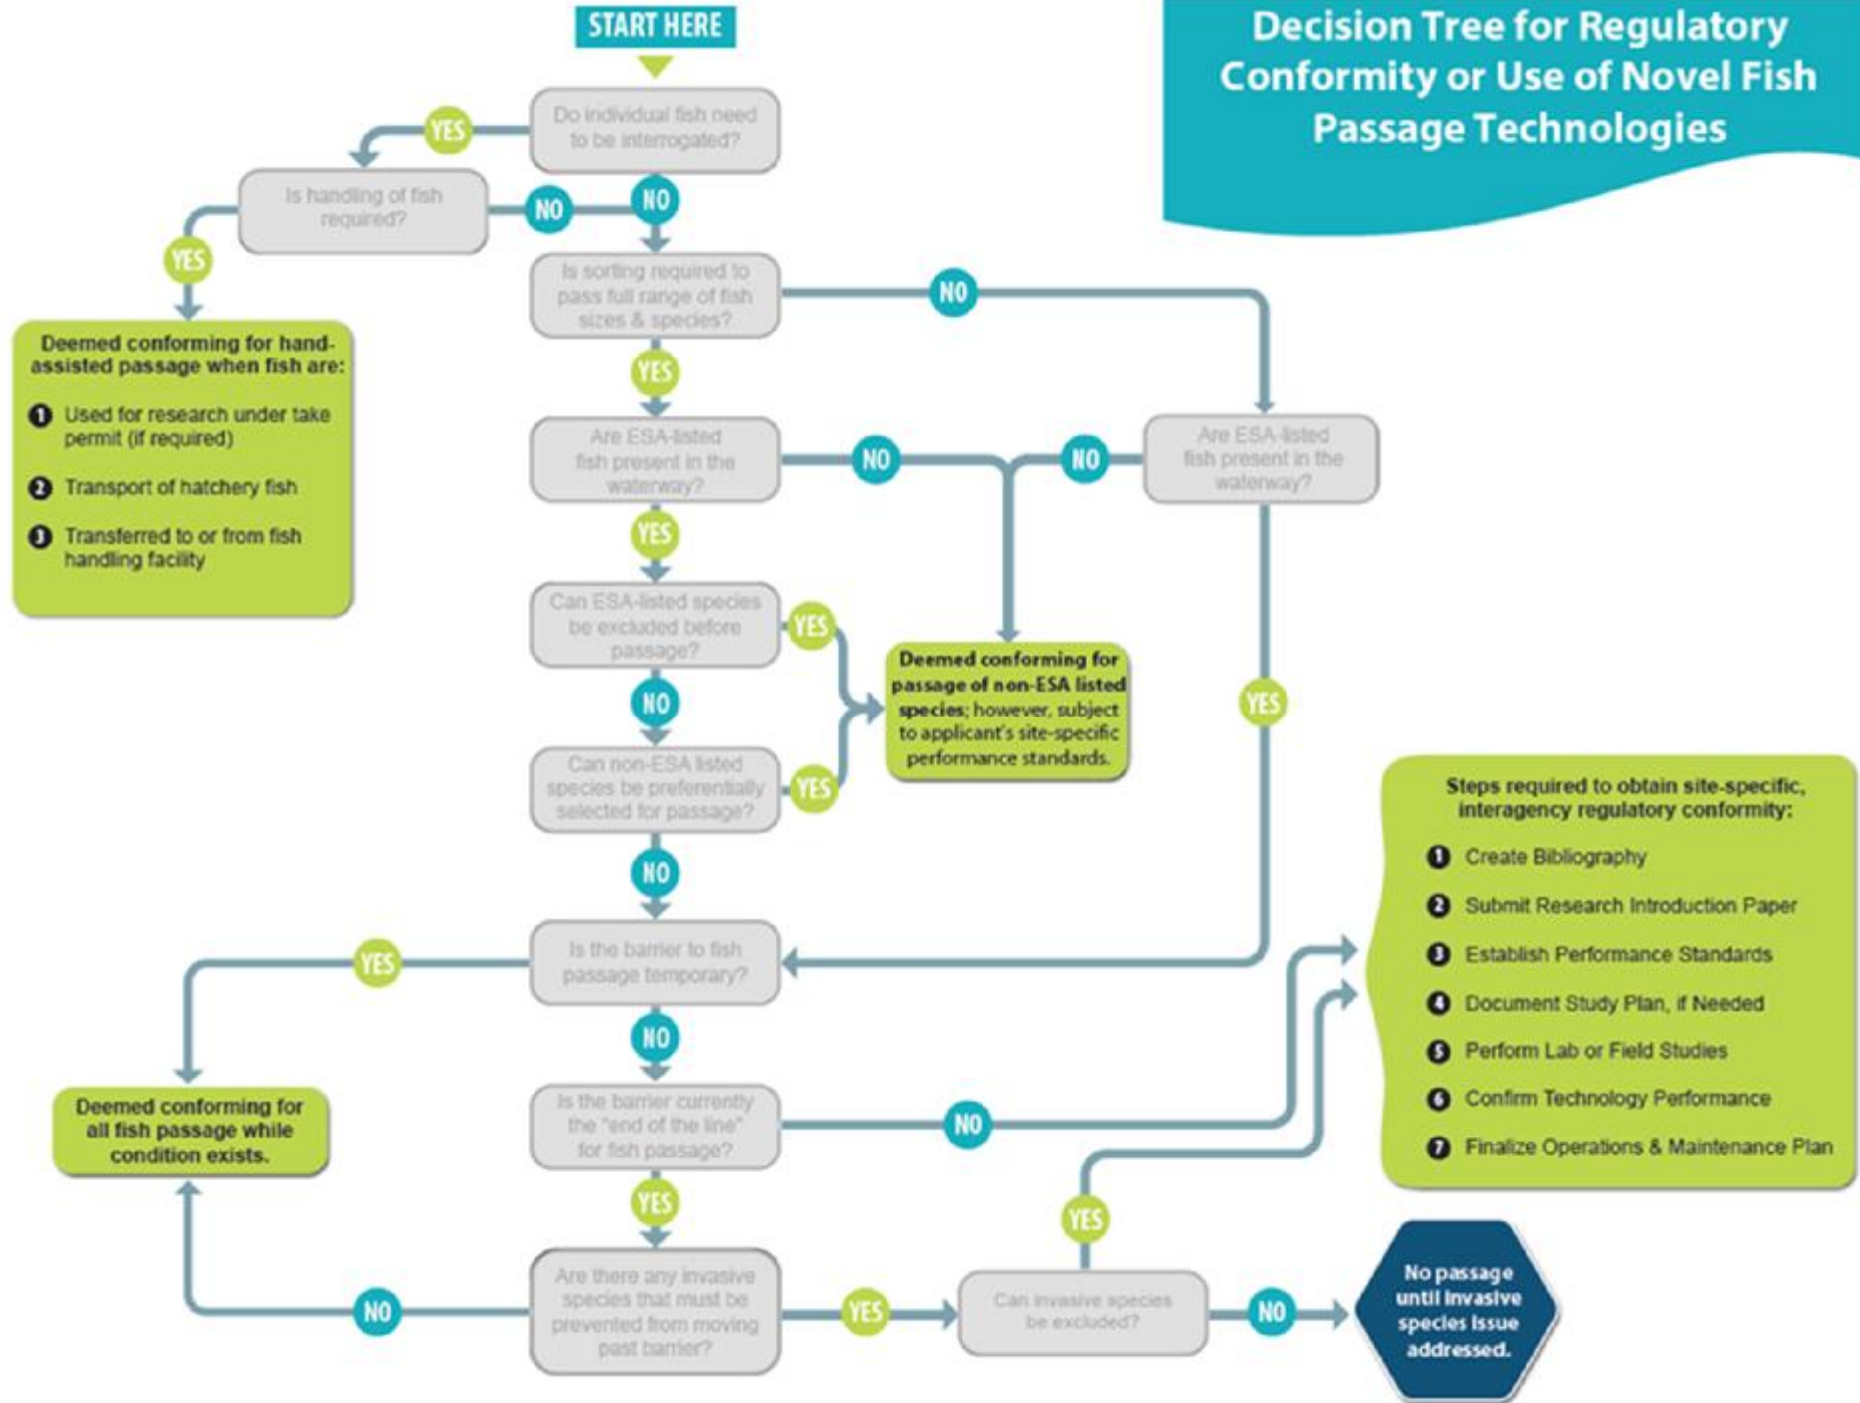 START HERE
Decision Tree for Regulatory
Conformity or Use of Novel Fish
Passage Technologies
Do individual fish need
to be interrogated?
YES
Is handling of fish
required?
NO
NO
YES
Is sorting required to
pass full range of fish
sizes & species?
NO
Deemed conforming for hand-
assisted passage when fish are:
1 Used for research under take
permit (if required)
2 Transport of hatchery fish
3 Transferred to or from fish
handling facility
YES
Are ESA-listed
fish present in the
waterway?
NO
NO
Are ESA-listed
fish present in the
waterway?
YES
Can ESA-listed species
be excluded before
passage?
YES
Deemed conforming for
passage of non-ESA listed
species; however, subject
to applicant's site-specific
performance standards.
YES
NO
Can non-ESA listed
species be preferentially
selected for passage?
YES
NO
Steps required to obtain site-specific,
interagency regulatory conformity:
1 Create Bibliography
2 Submit Research Introduction Paper
3 Establish Performance Standards
4 Document Study Plan, if Needed
5 Perform Lab or Field Studies
6 Confirm Technology Performance
7 Finalize Operations & Maintenance Plan
Is the barrier to fish
passage temporary?
YES
NO
Deemed conforming for
all fish passage while
condition exists.
Is the barrier currently
the "end of the line"
for fish passage?
NO
YES
YES
Are there any invasive
species that must be
prevented from moving
past barrier?
NO
YES
Can invasive species
be excluded?
NO
No passage
until invasive
species issue
addressed.